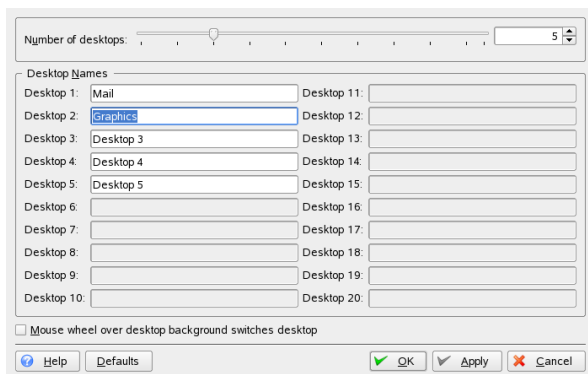 Number of desktops: 5
Desktop Names
Desktop 1: Mail
Desktop 2: Graphics
Desktop 3: Desktop 3
Desktop 4: Desktop 4
Desktop 5: Desktop 5
Desktop 6:
Desktop 7:
Desktop 8:
Desktop 9:
Desktop 10:
Desktop 11:
Desktop 12:
Desktop 13:
Desktop 14:
Desktop 15:
Desktop 16:
Desktop 17:
Desktop 18:
Desktop 19:
Desktop 20:
Mouse wheel over desktop background switches desktop
Help Defaults OK Apply Cancel